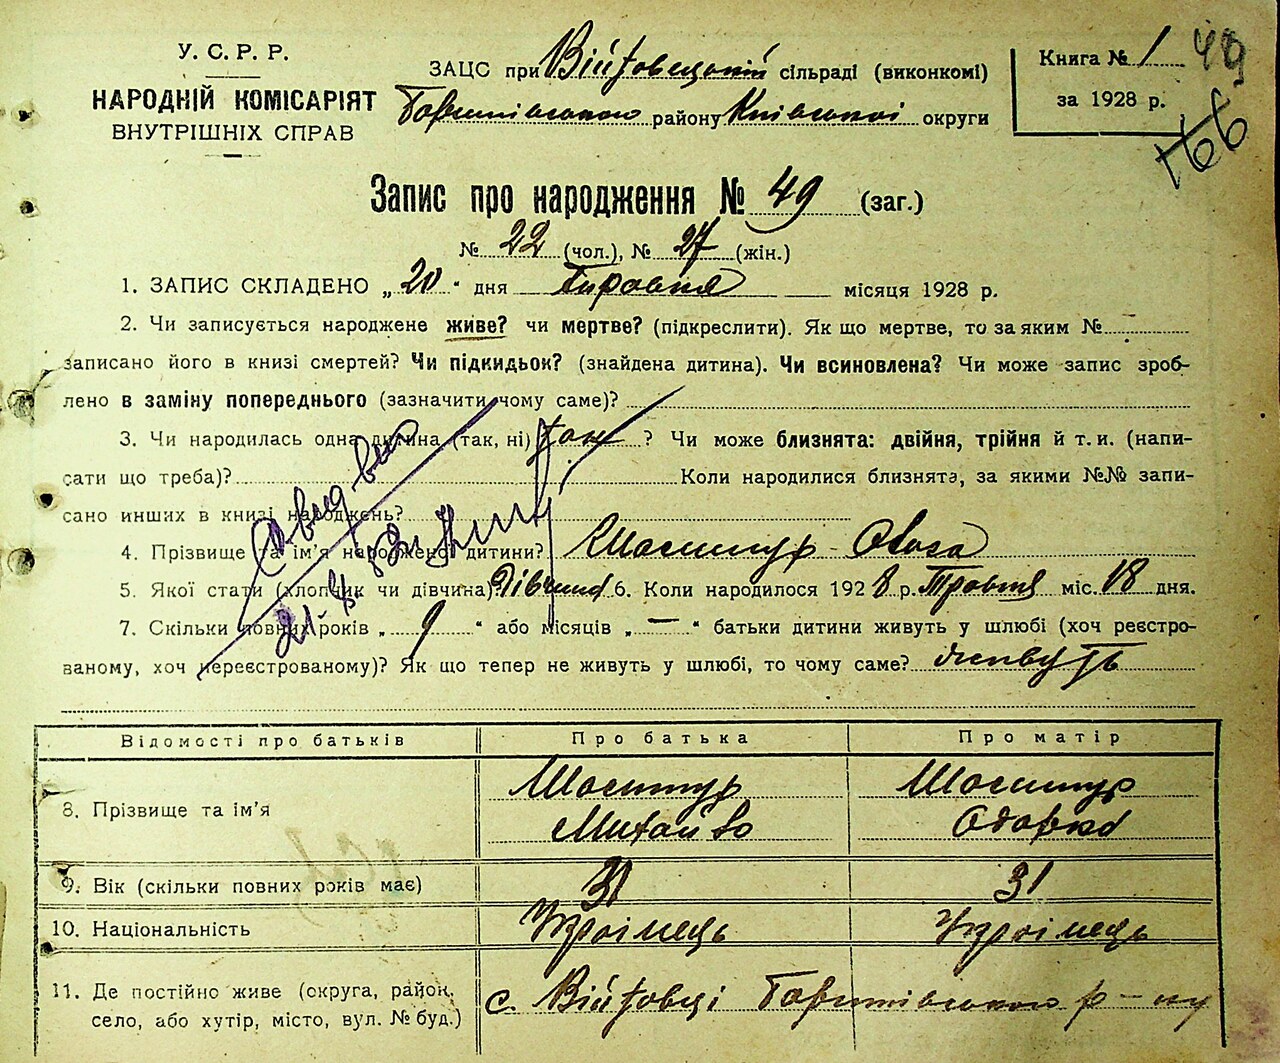 У. С. Р. Р.
НАРОДНІЙ КОМІСАРІЯТ
ВНУТРІШНІХ СПРАВ
ЗАЦС при Війтовецькій сільраді (виконкомі)
району Київської округи
Книга № 1
за 1928 р.
49
166
Запис про народження № 49 (заг.)
№ 22 (чол.), № 27 (жін.)
1. ЗАПИС СКЛАДЕНО „ 20 “ дня Травня місяця 1928 р.
2. Чи записується народжене живе? чи мертве? (підкреслити). Як що мертве, то за яким №
записано його в книзі смертей? Чи підкидьок? (знайдена дитина). Чи всиновлена? Чи може запис зроб-
лено в заміну попереднього (зазначити чому саме)?
3. Чи народилась одна дитина (так, ні) так ? Чи може близнята: двійня, трійня й т. и. (напи-
сати що треба)? Коли народилися близнята, за якими №№ запи-
сано инших в книзі народжень?
4. Прізвище та ім’я народженої дитини?
5. Якої стати (хлопчик чи дівчина)? Дівчина 6. Коли народилося 1928 р. Травня міс. 18 дня.
7. Скільки повних років „ 9 “ або місяців „ — “ батьки дитини живуть у шлюбі (хоч реєстро-
ваному, хоч нереєстрованому)? Як що тепер не живуть у шлюбі, то чому саме?
Відомості про батьків Про батька Про матір
8. Прізвище та ім’я
Михайло Одарка
9. Вік (скільки повних років має) 31 31
10. Національність Украінець Украінець
11. Де постійно живе (округа, район, село, або хутір, місто, вул. № буд.) с. Війтовці р-ну